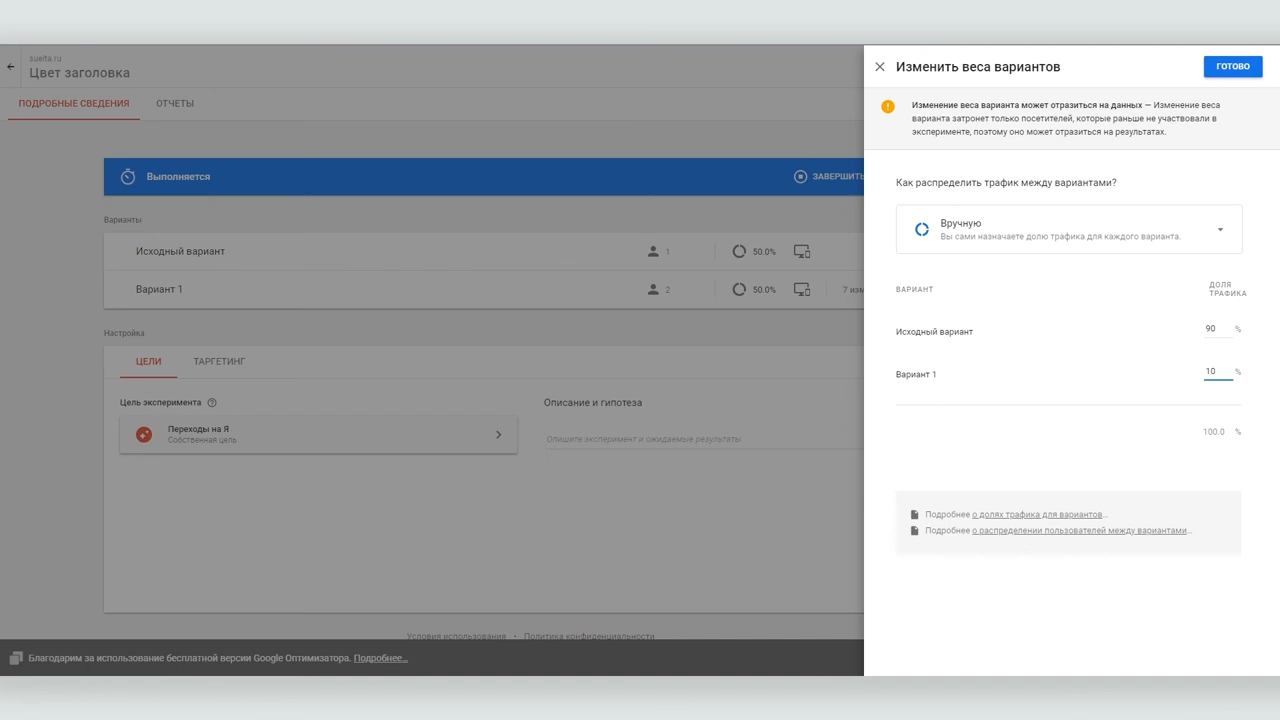 suelta.ru
Цвет заголовка
ПОДРОБНЫЕ СВЕДЕНИЯ
ОТЧЕТЫ
Выполняется
ЗАВЕРШИТЬ
Варианты
Исходный вариант
1
50.0%
Вариант 1
2
50.0%
7 изм
Настройка
ЦЕЛИ
ТАРГЕТИНГ
Цель эксперимента
Переходы на Я
Собственная цель
Описание и гипотеза
Опишите эксперимент и ожидаемые результаты
Условия использования • Политика конфиденциальности
Благодарим за использование бесплатной версии Google Оптимизатора. Подробнее…
Изменить веса вариантов
ГОТОВО
Изменение веса варианта может отразиться на данных — Изменение веса
варианта затронет только посетителей, которые раньше не участвовали в
эксперименте, поэтому оно может отразиться на результатах.
Как распределить трафик между вариантами?
Вручную
Вы сами назначаете долю трафика для каждого варианта.
ВАРИАНТ
ДОЛЯ
ТРАФИКА
Исходный вариант
90 %
Вариант 1
10 %
100.0 %
Подробнее о долях трафика для вариантов…
Подробнее о распределении пользователей между вариантами…